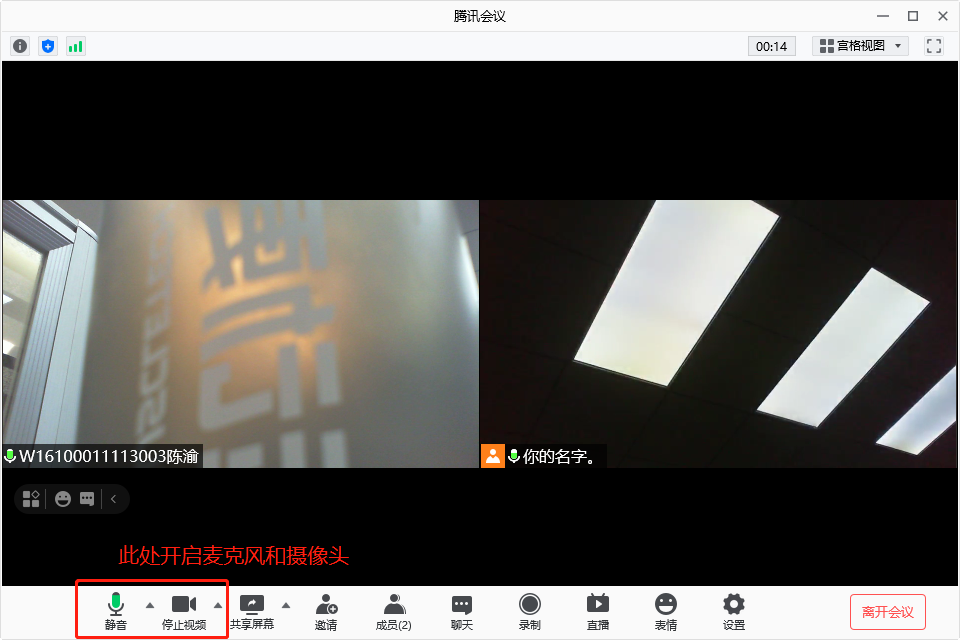 腾讯会议
00:14
宫格视图
W16100011113003陈渝
你的名字。
此处开启麦克风和摄像头
静音
停止视频
共享屏幕
邀请
成员(2)
聊天
录制
直播
表情
设置
离开会议